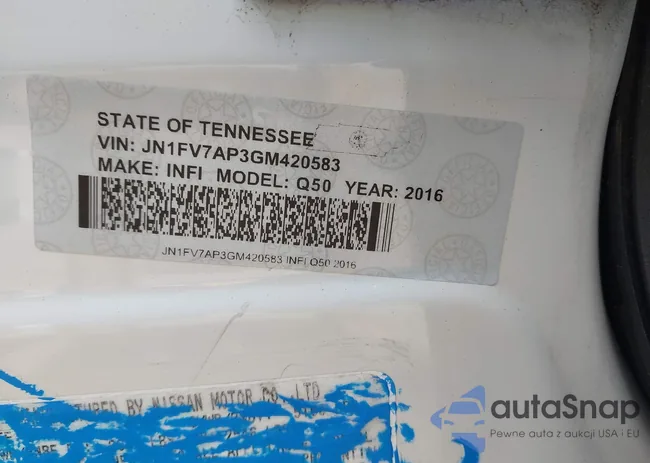 STATE OF TENNESSEE
VIN: JN1FV7AP3GM420583
MAKE: INFI MODEL: Q50 YEAR: 2016
JN1FV7AP3GM420583 INFI Q50 2016
BY NISSAN MOTOR CO., LTD
autaSnap
Pewne auta z aukcji USA i EU